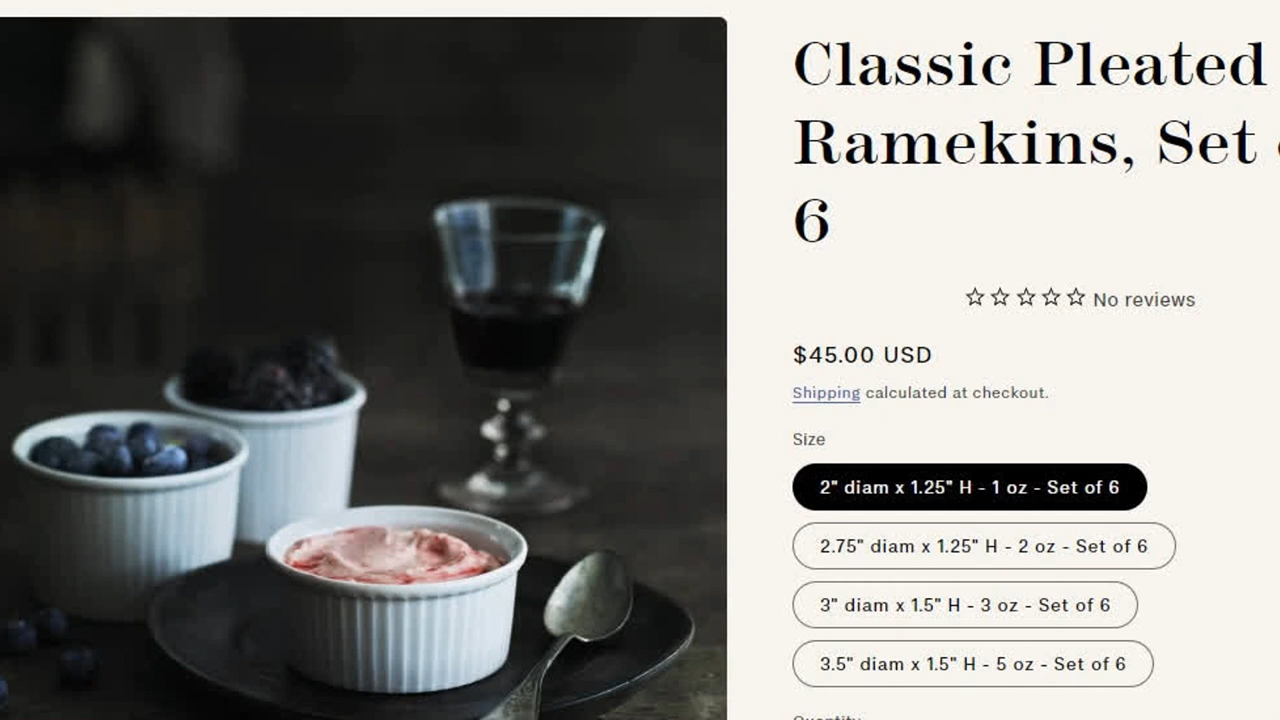 Classic Pleated
Ramekins, Set
6
No reviews
$45.00 USD
Shipping calculated at checkout.
Size
2" diam x 1.25" H - 1 oz - Set of 6
2.75" diam x 1.25" H - 2 oz - Set of 6
3" diam x 1.5" H - 3 oz - Set of 6
3.5" diam x 1.5" H - 5 oz - Set of 6